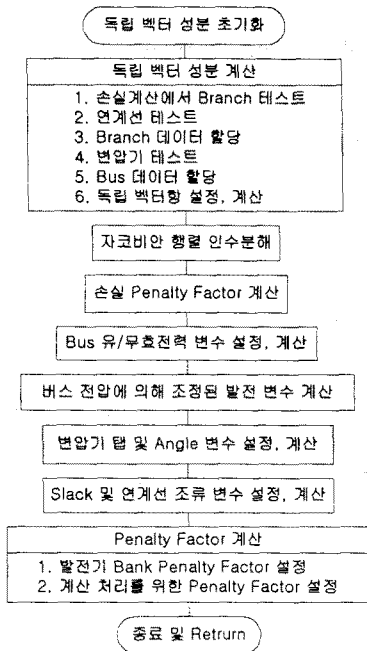 독립 벡터 성분 초기화
독립 벡터 성분 계산
1. 손실계산에서 Branch 테스트
2. 연계선 테스트
3. Branch 데이터 할당
4. 변압기 테스트
5. Bus 데이터 할당
6. 독립 벡터항 설정, 계산
자코비안 행렬 인수분해
손실 Penalty Factor 계산
Bus 유/무효전력 변수 설정, 계산
버스 전압에 의해 조정된 발전 변수 계산
변압기 탭 및 Angle 변수 설정, 계산
Slack 및 연계선 조류 변수 설정, 계산
Penalty Factor 계산
1. 발전기 Bank Penalty Factor 설정
2. 계산 처리를 위한 Penalty Factor 설정
종료 및 Retrurn